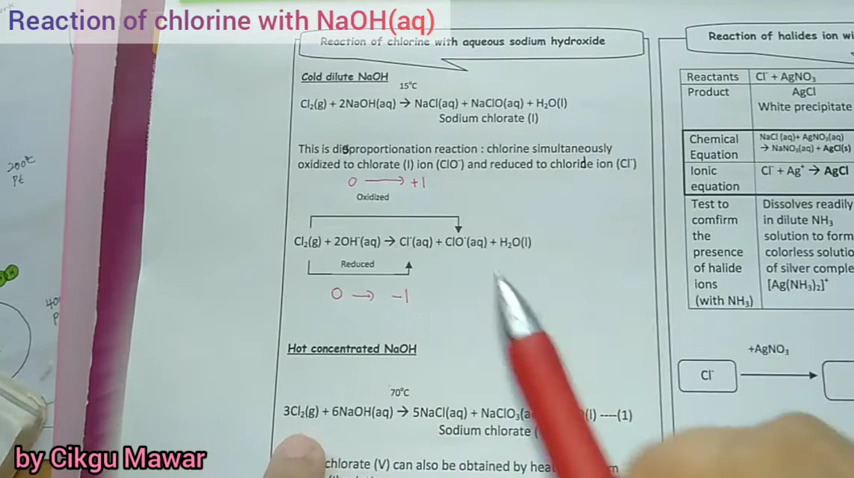 Reaction of chlorine with NaOH(aq)
Reaction of chlorine with aqueous sodium hydroxide
Cold dilute NaOH
15°C
Cl₂(g) + 2NaOH(aq) → NaCl(aq) + NaClO(aq) + H₂O(l)
Sodium chlorate (I)
This is disproportionation reaction : chlorine simultaneously
oxidized to chlorate (I) ion (ClO⁻) and reduced to chloride ion (Cl⁻)
0 → +1
Oxidized
Cl₂(g) + 2OH⁻(aq) → Cl⁻(aq) + ClO⁻(aq) + H₂O(l)
Reduced
0 → -1
Hot concentrated NaOH
70°C
3Cl₂(g) + 6NaOH(aq) → 5NaCl(aq) + NaClO₃(a (l) ----(1)
Sodium chlorate (
chlorate (V) can also be obtained by hea
Reaction of halides ion wi
Reactants Cl⁻ + AgNO₃
Product AgCl
White precipitate
Chemical NaCl (aq)+ AgNO₃(aq)
Equation → NaNO₃(aq) + AgCl(s)
Ionic Cl⁻ + Ag⁺ → AgCl
equation
Test to Dissolves readily
comfirm in dilute NH₃
the solution to form
presence colorless solutio
of halide of silver comple
ions [Ag(NH₃)₂]⁺
(with NH₃)
+AgNO₃
Cl⁻
200°C
Pt
by Cikgu Mawar